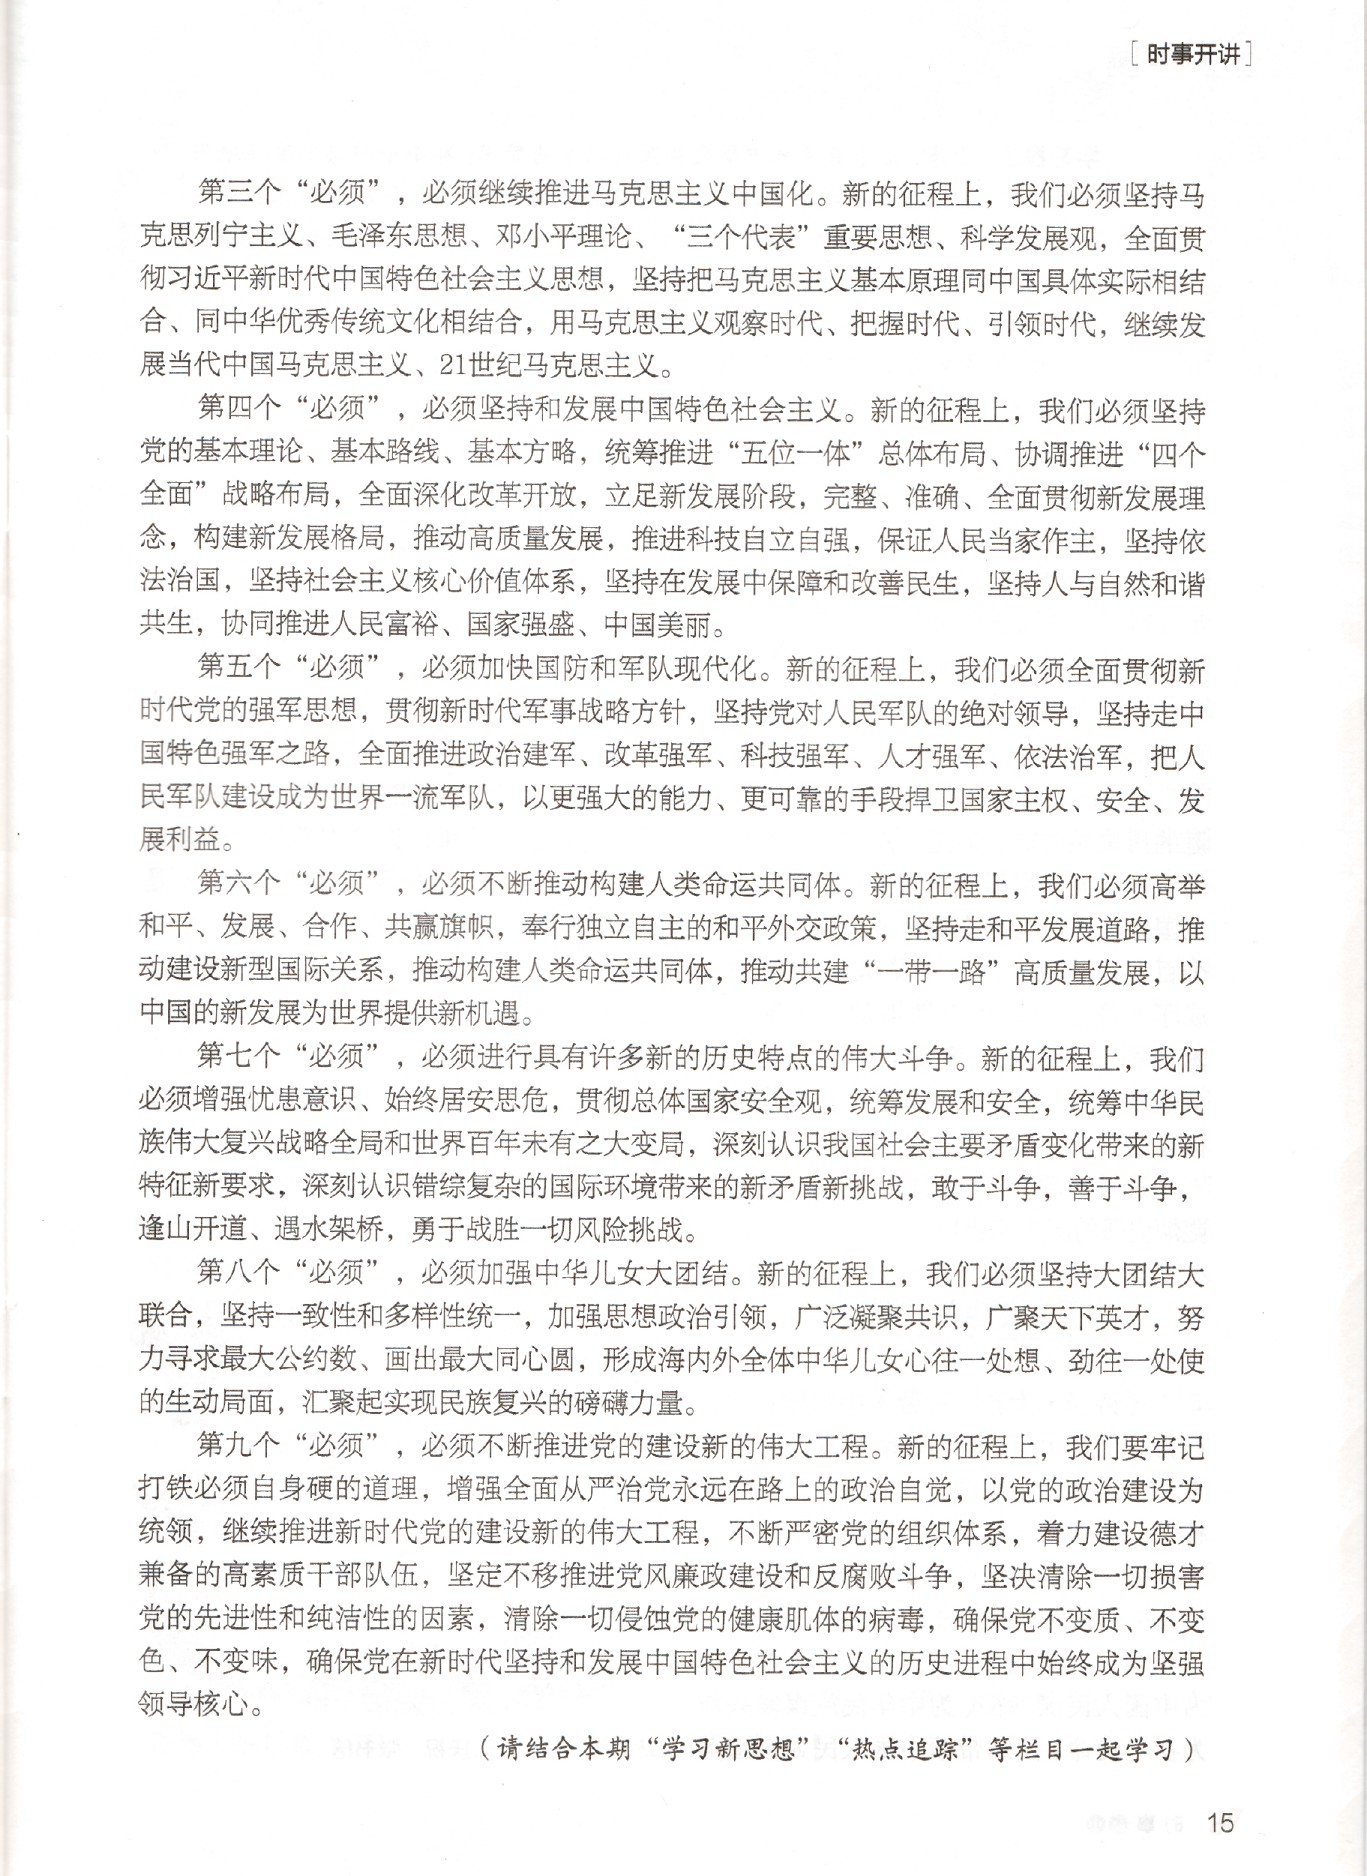 ［时事开讲］
第三个“必须”，必须继续推进马克思主义中国化。新的征程上，我们必须坚持马
克思列宁主义、毛泽东思想、邓小平理论、“三个代表”重要思想、科学发展观，全面贯
彻习近平新时代中国特色社会主义思想，坚持把马克思主义基本原理同中国具体实际相结
合、同中华优秀传统文化相结合，用马克思主义观察时代、把握时代、引领时代，继续发
展当代中国马克思主义、21世纪马克思主义。
第四个“必须”，必须坚持和发展中国特色社会主义。新的征程上，我们必须坚持
党的基本理论、基本路线、基本方略，统筹推进“五位一体”总体布局、协调推进“四个
全面”战略布局，全面深化改革开放，立足新发展阶段，完整、准确、全面贯彻新发展理
念，构建新发展格局，推动高质量发展，推进科技自立自强，保证人民当家作主，坚持依
法治国，坚持社会主义核心价值体系，坚持在发展中保障和改善民生，坚持人与自然和谐
共生，协同推进人民富裕、国家强盛、中国美丽。
第五个“必须”，必须加快国防和军队现代化。新的征程上，我们必须全面贯彻新
时代党的强军思想，贯彻新时代军事战略方针，坚持党对人民军队的绝对领导，坚持走中
国特色强军之路，全面推进政治建军、改革强军、科技强军、人才强军、依法治军，把人
民军队建设成为世界一流军队，以更强大的能力、更可靠的手段捍卫国家主权、安全、发
展利益。
第六个“必须”，必须不断推动构建人类命运共同体。新的征程上，我们必须高举
和平、发展、合作、共赢旗帜，奉行独立自主的和平外交政策，坚持走和平发展道路，推
动建设新型国际关系，推动构建人类命运共同体，推动共建“一带一路”高质量发展，以
中国的新发展为世界提供新机遇。
第七个“必须”，必须进行具有许多新的历史特点的伟大斗争。新的征程上，我们
必须增强忧患意识、始终居安思危，贯彻总体国家安全观，统筹发展和安全，统筹中华民
族伟大复兴战略全局和世界百年未有之大变局，深刻认识我国社会主要矛盾变化带来的新
特征新要求，深刻认识错综复杂的国际环境带来的新矛盾新挑战，敢于斗争，善于斗争，
逢山开道、遇水架桥，勇于战胜一切风险挑战。
第八个“必须”，必须加强中华儿女大团结。新的征程上，我们必须坚持大团结大
联合，坚持一致性和多样性统一，加强思想政治引领，广泛凝聚共识，广聚天下英才，努
力寻求最大公约数、画出最大同心圆，形成海内外全体中华儿女心往一处想、劲往一处使
的生动局面，汇聚起实现民族复兴的磅礴力量。
第九个“必须”，必须不断推进党的建设新的伟大工程。新的征程上，我们要牢记
打铁必须自身硬的道理，增强全面从严治党永远在路上的政治自觉，以党的政治建设为
统领，继续推进新时代党的建设新的伟大工程，不断严密党的组织体系，着力建设德才
兼备的高素质干部队伍，坚定不移推进党风廉政建设和反腐败斗争，坚决清除一切损害
党的先进性和纯洁性的因素，清除一切侵蚀党的健康肌体的病毒，确保党不变质、不变
色、不变味，确保党在新时代坚持和发展中国特色社会主义的历史进程中始终成为坚强
领导核心。
（请结合本期“学习新思想”“热点追踪”等栏目一起学习）
15